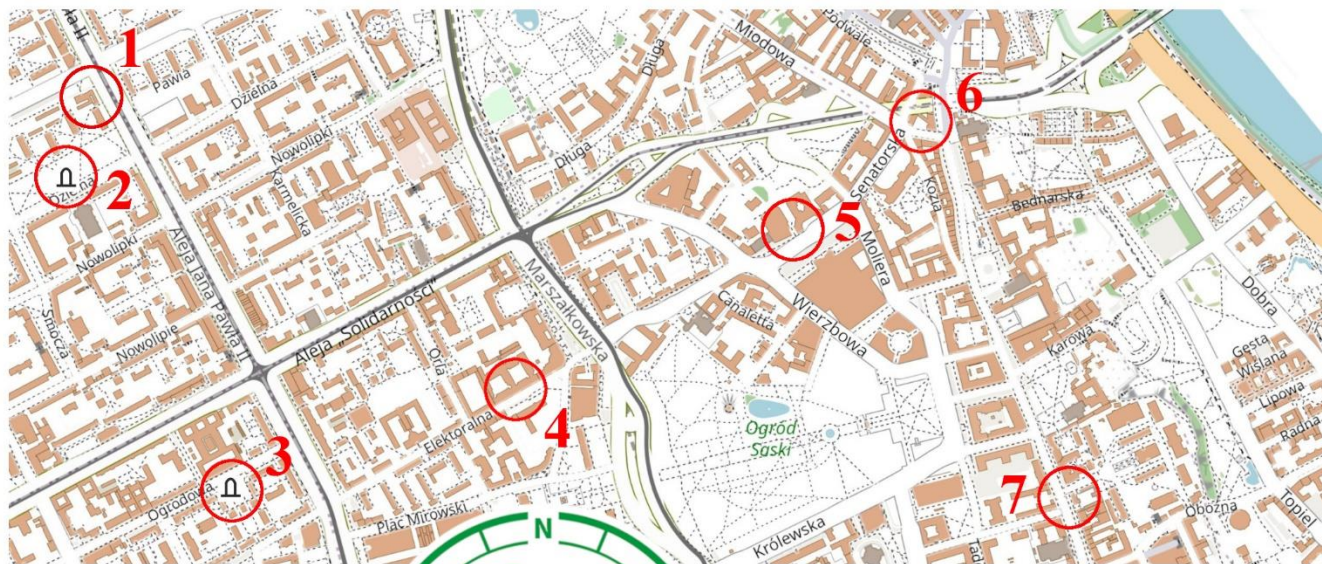 1
2
3
4
5
6
7
Pawia
Dzielna
Nowolipki
Karmelicka
Dzielna
Nowolipki
Nowolipie
Smocza
Aleja Jana Pawła II
Aleja „Solidarności”
Ogrodowa
Plac Mirowski
Elektoralna
Orla
Marszałkowska
Długa
Długa
Miodowa
Podwale
Senatorska
Kozia
Moliera
Canaletta
Wierzbowa
Ogród
Saski
Królewska
Bednarska
Karowa
Dobra
Gęsta
Wiślana
Lipowa
Radna
Topiel
Oboźna
N